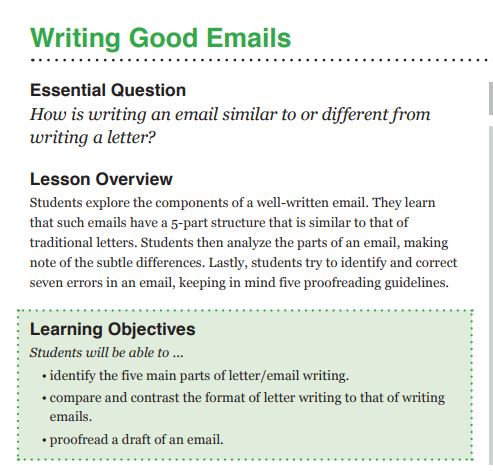 Writing Good Emails
Essential Question
How is writing an email similar to or different from
writing a letter?
Lesson Overview
Students explore the components of a well-written email. They learn
that such emails have a 5-part structure that is similar to that of
traditional letters. Students then analyze the parts of an email, making
note of the subtle differences. Lastly, students try to identify and correct
seven errors in an email, keeping in mind five proofreading guidelines.
Learning Objectives
Students will be able to ...
• identify the five main parts of letter/email writing.
• compare and contrast the format of letter writing to that of writing
emails.
• proofread a draft of an email.